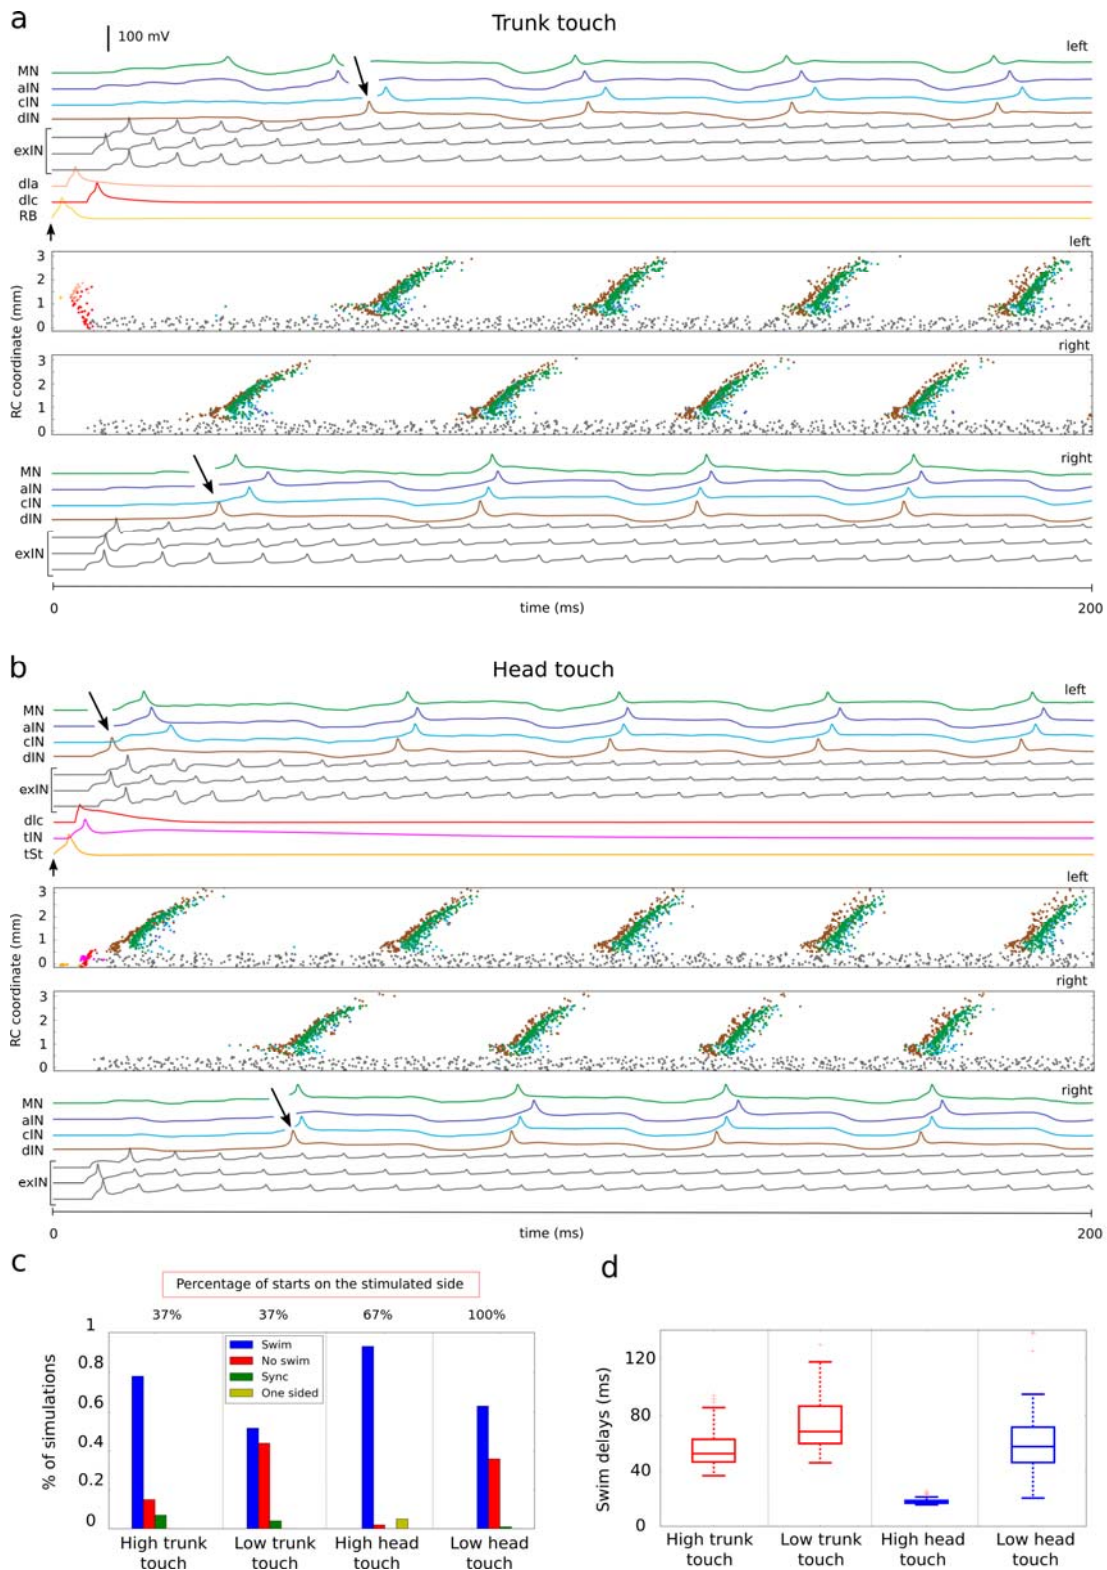 a
Trunk touch
100 mV
left
MN
aIN
cIN
dIN
exIN
dla
dlc
RB
left
3
2
1
0
RC coordinate (mm)
right
3
2
1
0
right
MN
aIN
cIN
dIN
exIN
0
time (ms)
200
b
Head touch
left
MN
aIN
cIN
dIN
exIN
dlc
tIN
tSt
left
3
2
1
0
RC coordinate (mm)
right
3
2
1
0
right
MN
aIN
cIN
dIN
exIN
0
time (ms)
200
c
Percentage of starts on the stimulated side
37%
37%
67%
100%
1
0.8
0.6
0.4
0.2
0
% of simulations
Swim
No swim
Sync
One sided
High trunk touch
Low trunk touch
High head touch
Low head touch
d
120
80
40
0
Swim delays (ms)
High trunk touch
Low trunk touch
High head touch
Low head touch